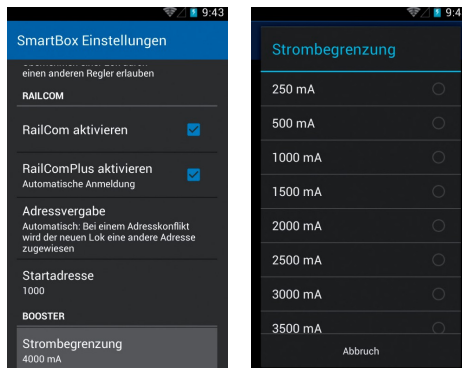 9:43
SmartBox Einstellungen
einen anderen Regler erlauben
RAILCOM
RailCom aktivieren
RailComPlus aktivieren
Automatische Anmeldung
Adressvergabe
Automatisch: Bei einem Adresskonflikt
wird der neuen Lok eine andere Adresse
zugewiesen
Startadresse
1000
BOOSTER
Strombegrenzung
4000 mA
9:4
Strombegrenzung
250 mA
500 mA
1000 mA
1500 mA
2000 mA
2500 mA
3000 mA
3500 mA
Abbruch